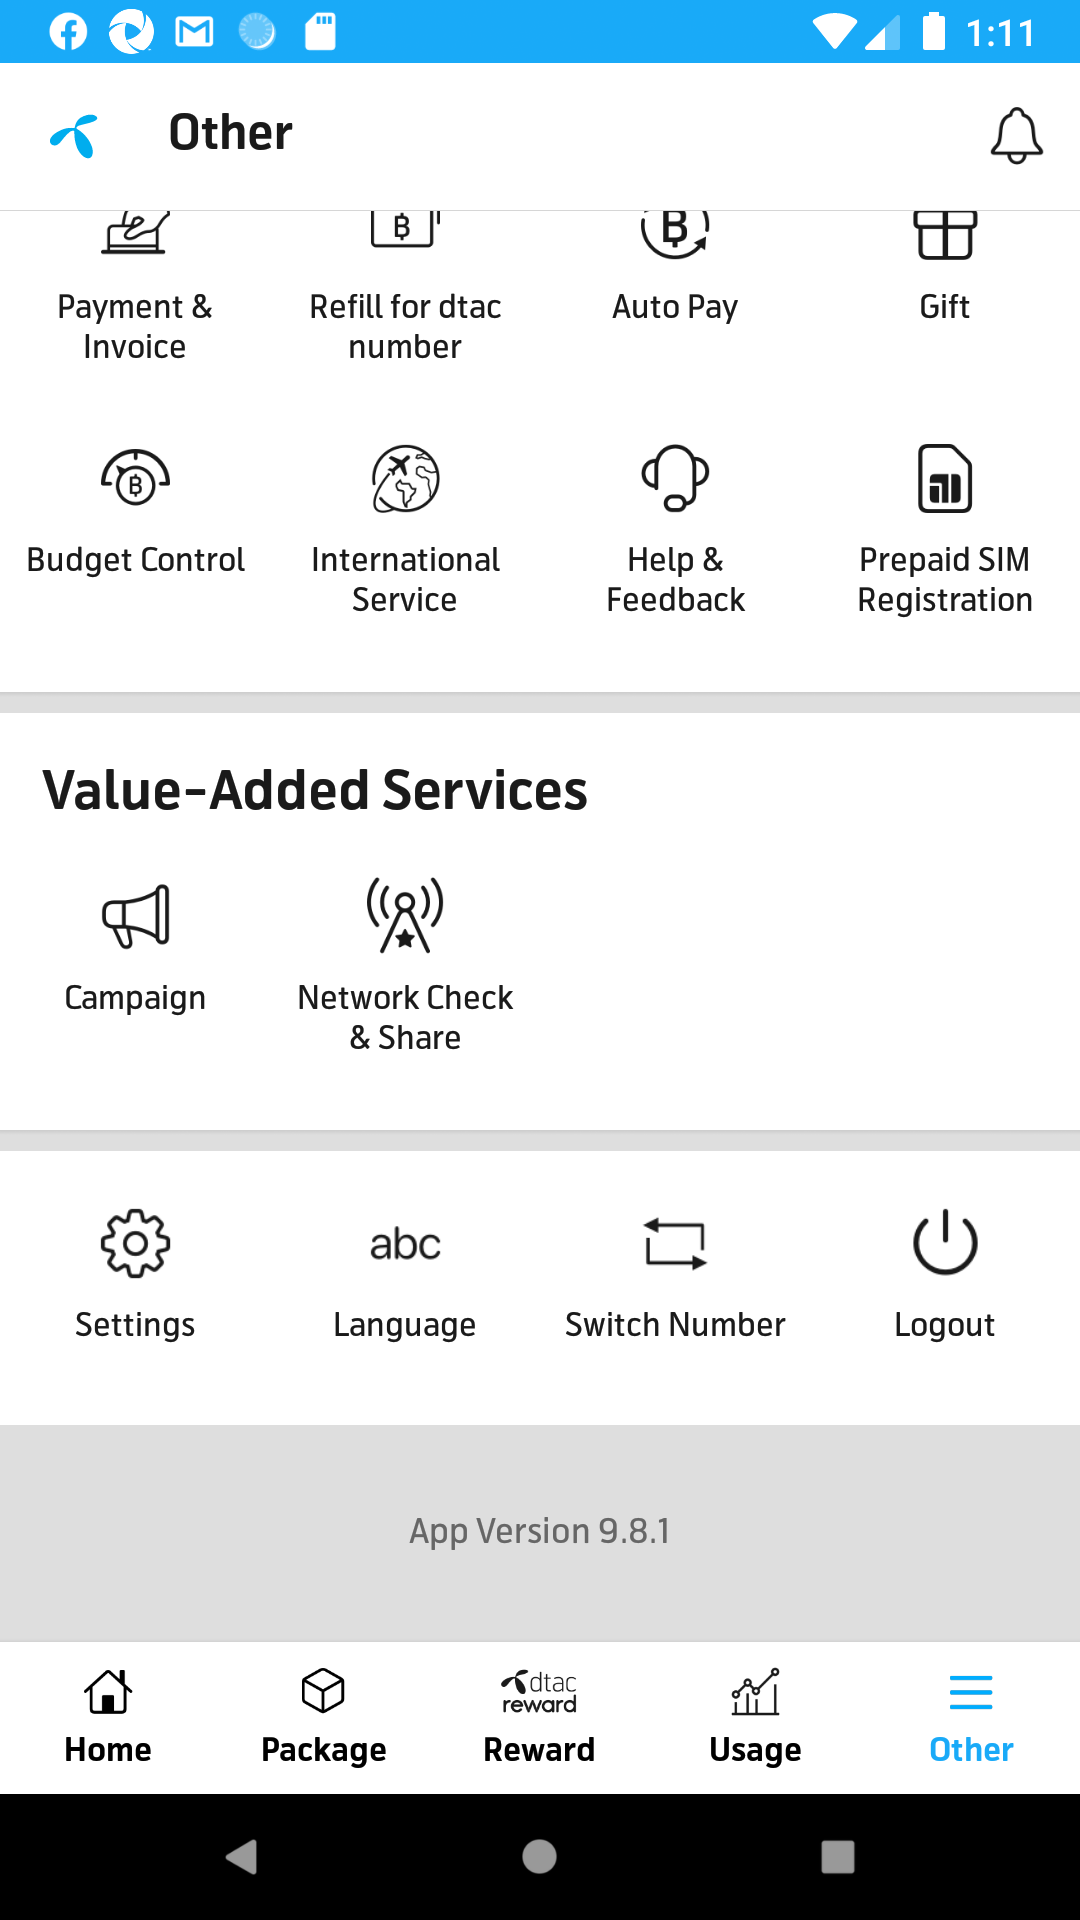 1:11
Other
Payment &
Invoice
Refill for dtac
number
Auto Pay
Gift
Budget Control
International
Service
Help &
Feedback
Prepaid SIM
Registration
Value-Added Services
Campaign
Network Check
& Share
abc
Settings
Language
Switch Number
Logout
App Version 9.8.1
dtac
reward
Home
Package
Reward
Usage
Other